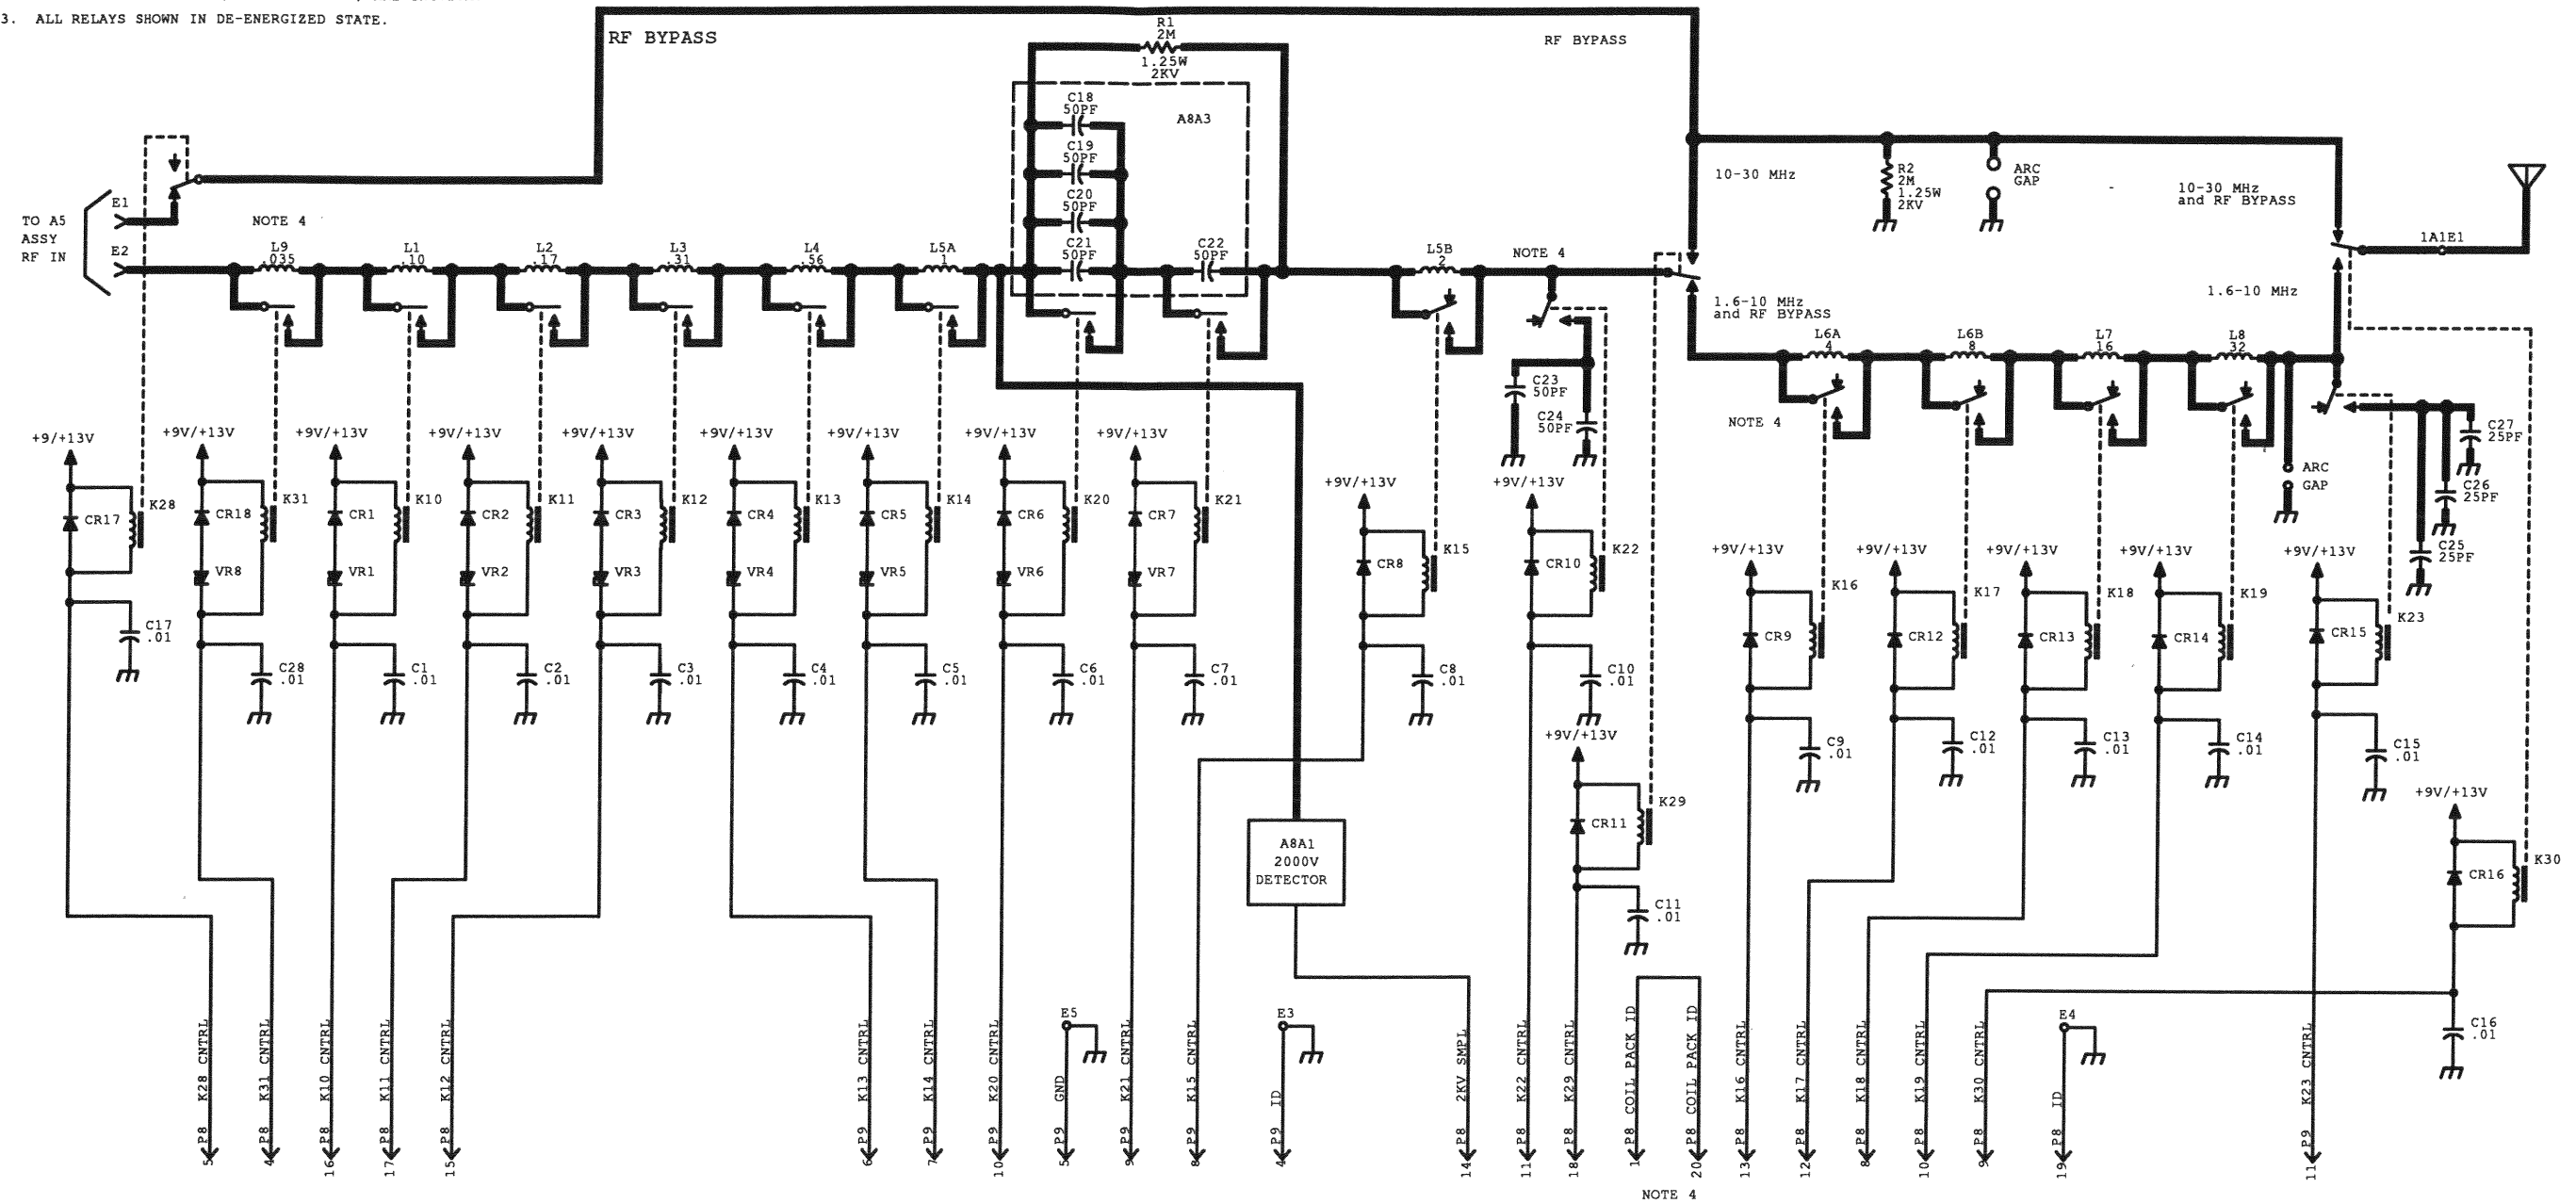 3. ALL RELAYS SHOWN IN DE-ENERGIZED STATE.
RF BYPASS
R1
2M
1.25W
2KV
RF BYPASS
C18
50PF
A8A3
C19
50PF
C20
50PF
C21
50PF
C22
50PF
10-30 MHz
R2
2M
1.25W
2KV
ARC
GAP
10-30 MHz
and RF BYPASS
TO A5
ASSY
RF IN
E1
E2
NOTE 4
L9
.035
L1
.10
L2
.17
L3
.31
L4
.56
L5A
1
L5B
2
NOTE 4
1A1E1
1.6-10 MHz
and RF BYPASS
1.6-10 MHz
L6A
4
L6B
8
L7
16
L8
32
C23
50PF
C24
50PF
NOTE 4
C27
25PF
C26
25PF
C25
25PF
ARC
GAP
+9/+13V
+9V/+13V
+9V/+13V
+9V/+13V
+9V/+13V
+9V/+13V
+9V/+13V
+9V/+13V
+9V/+13V
+9V/+13V
+9V/+13V
CR17
K28
CR18
K31
CR1
K10
CR2
K11
CR3
K12
CR4
K13
CR5
K14
CR6
K20
CR7
K21
VR8
VR1
VR2
VR3
VR4
VR5
VR6
VR7
CR8
K15
CR10
K22
+9V/+13V
+9V/+13V
+9V/+13V
+9V/+13V
+9V/+13V
CR9
K16
CR12
K17
CR13
K18
CR14
K19
CR15
K23
C17
.01
C28
.01
C1
.01
C2
.01
C3
.01
C4
.01
C5
.01
C6
.01
C7
.01
C8
.01
C10
.01
+9V/+13V
C9
.01
C12
.01
C13
.01
C14
.01
C15
.01
+9V/+13V
CR11
K29
C11
.01
A8A1
2000V
DETECTOR
CR16
K30
C16
.01
E5
E3
E4
5 P8 K28 CNTRL
4 P8 K31 CNTRL
16 P8 K10 CNTRL
17 P8 K11 CNTRL
15 P8 K12 CNTRL
6 P9 K13 CNTRL
7 P9 K14 CNTRL
10 P9 K20 CNTRL
5 P9 GND
9 P9 K21 CNTRL
8 P9 K15 CNTRL
4 P9 ID
14 P8 2KV SMPL
11 P8 K22 CNTRL
18 P8 K29 CNTRL
1 P8 COIL PACK ID
20 P8 COIL PACK ID
13 P8 K16 CNTRL
12 P8 K17 CNTRL
8 P8 K18 CNTRL
10 P8 K19 CNTRL
9 P8 K30 CNTRL
19 P8 ID
11 P9 K23 CNTRL
NOTE 4